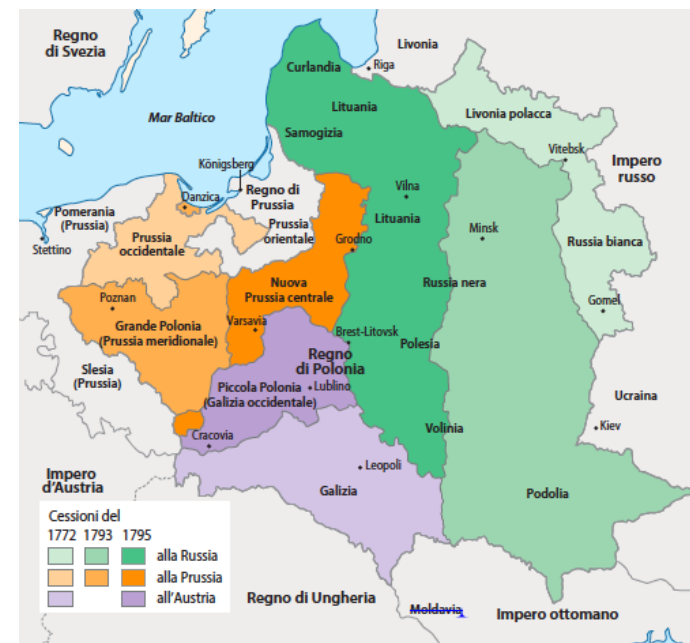 Regno
di Svezia
Livonia
Riga
Curlandia
Lituania
Livonia polacca
Mar Baltico
Samogizia
Vitebsk
Königsberg
Impero
russo
Regno di
Prussia
Danzica
Vilna
Pomerania
(Prussia)
Prussia
orientale
Lituania
Minsk
Stettino
Prussia
occidentale
Grodno
Russia bianca
Nuova
Prussia centrale
Russia nera
Poznan
Gomel
Grande Polonia
(Prussia meridionale)
Varsavia
Brest-Litovsk
Polesia
Regno
di Polonia
Slesia
(Prussia)
Piccola Polonia
(Galizia occidentale)
Lublino
Ucraina
Volinia
Kiev
Cracovia
Leopoli
Impero
d'Austria
Galizia
Podolia
Cessioni del
1772 1793 1795
alla Russia
alla Prussia
all'Austria
Regno di Ungheria
Moldavia
Impero ottomano